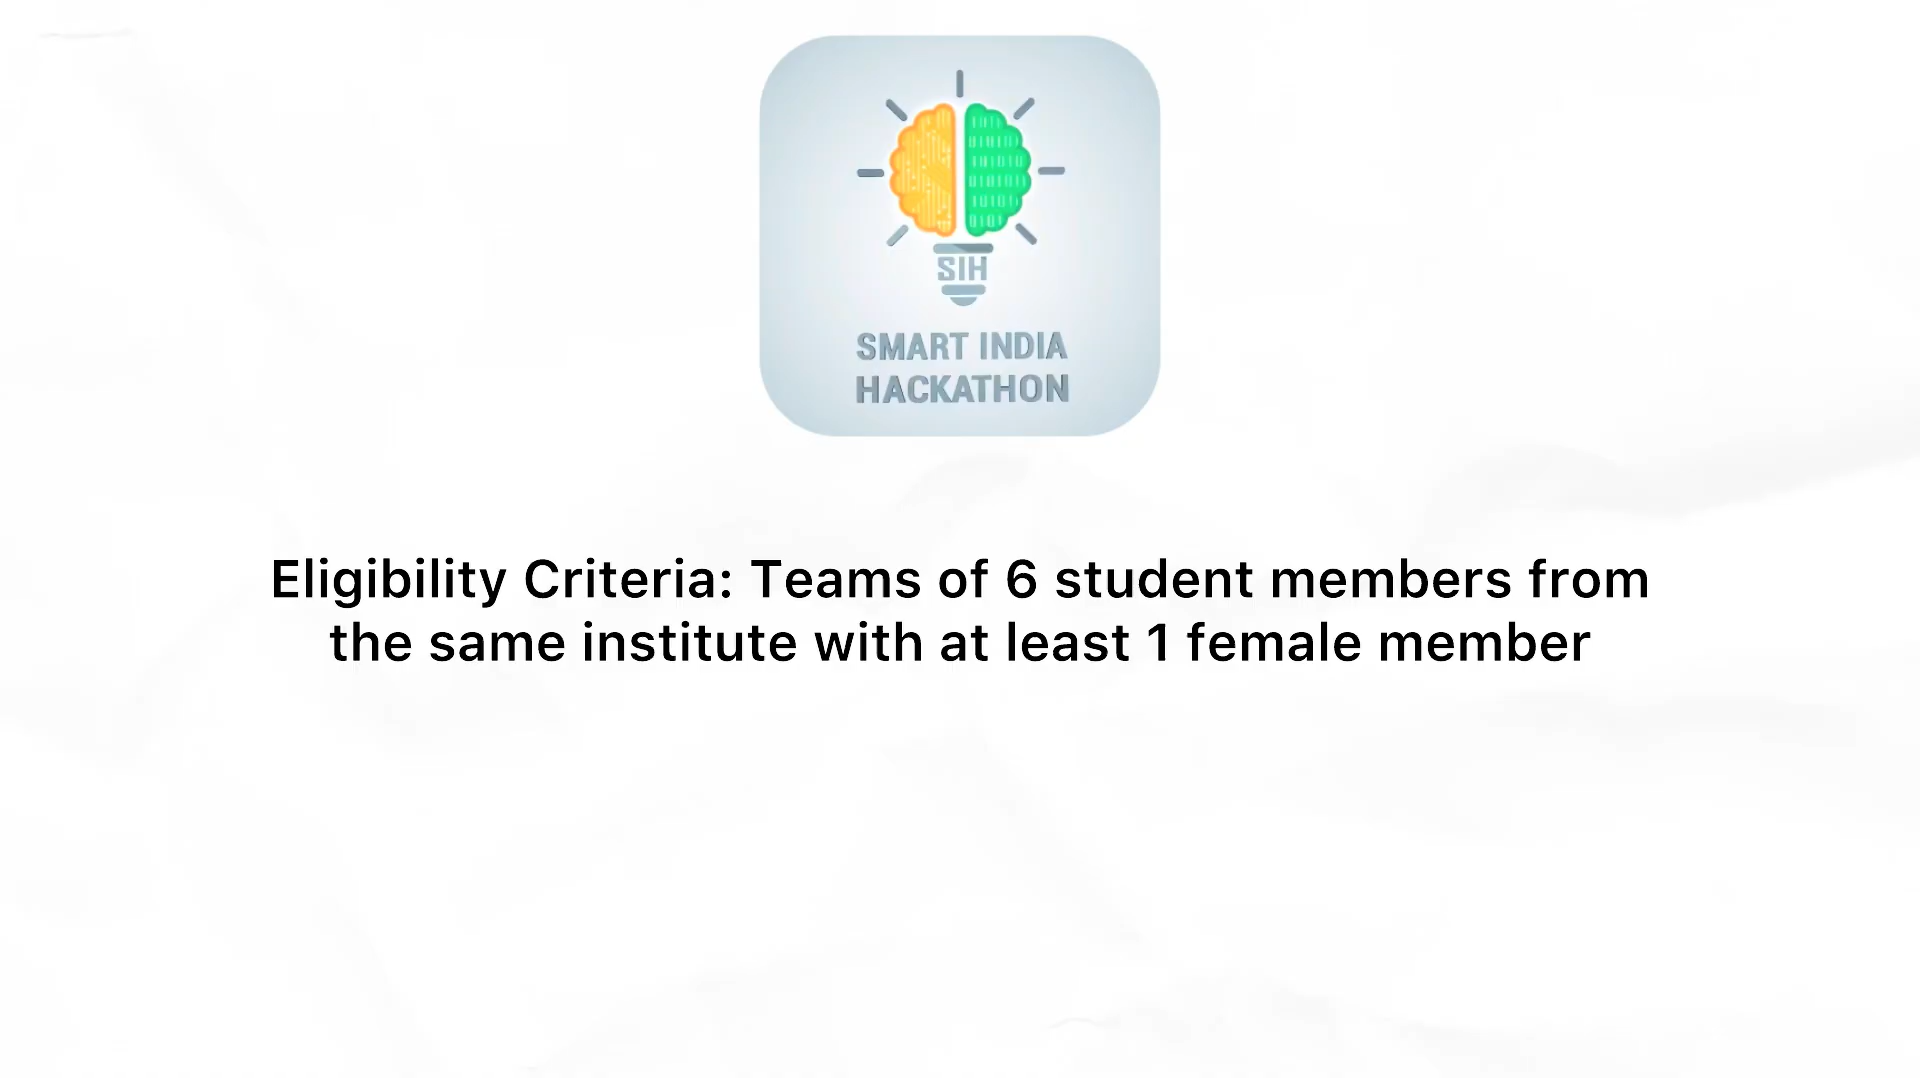 SIH
SMART INDIA
HACKATHON
Eligibility Criteria: Teams of 6 student members from
the same institute with at least 1 female member